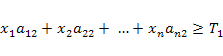 x₁a₁₂ + x₂a₂₂ + … + xₙaₙ₂ ≥ T₁